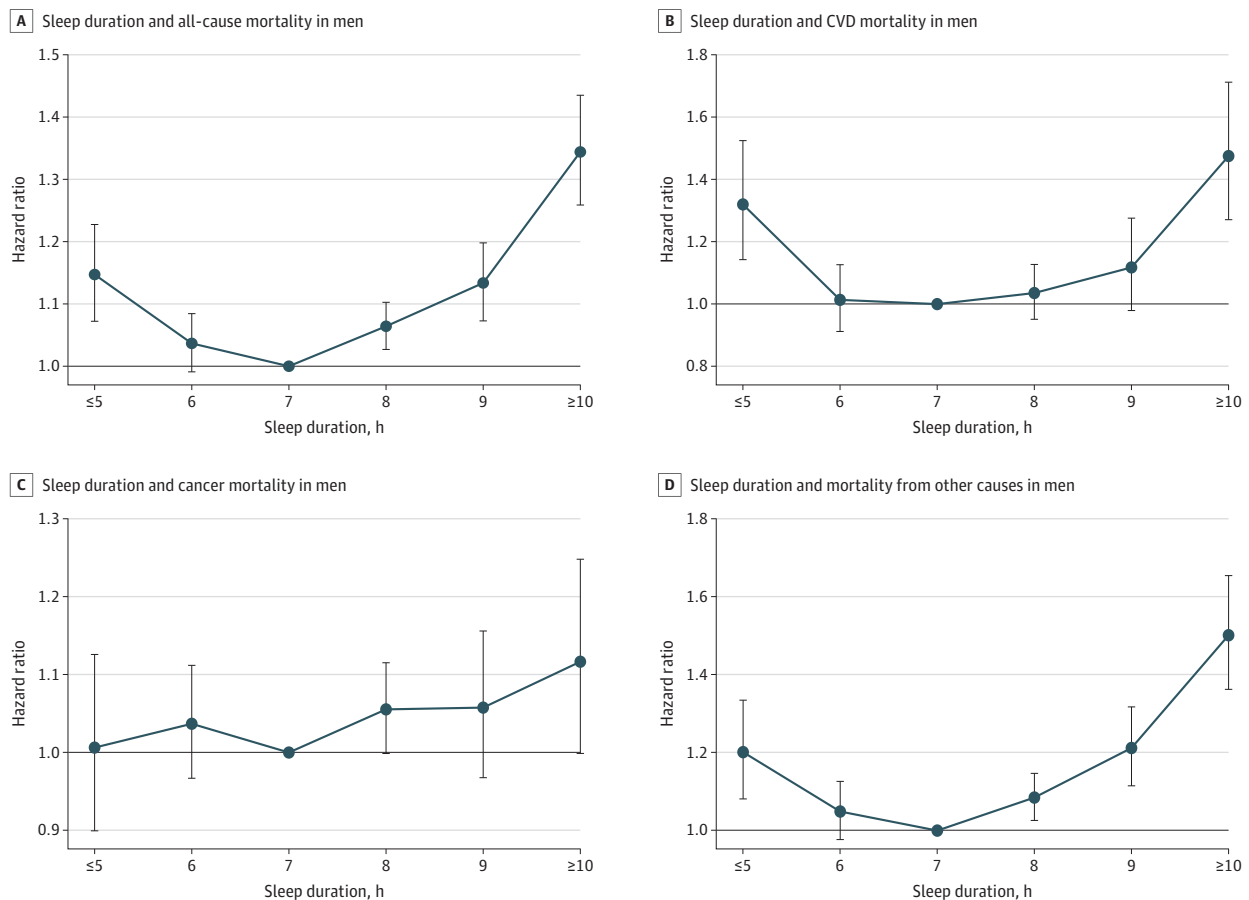 A Sleep duration and all-cause mortality in men
1.5
1.4
1.3
1.2
1.1
1.0
Hazard ratio
≤5 6 7 8 9 ≥10
Sleep duration, h
B Sleep duration and CVD mortality in men
1.8
1.6
1.4
1.2
1.0
0.8
Hazard ratio
≤5 6 7 8 9 ≥10
Sleep duration, h
C Sleep duration and cancer mortality in men
1.3
1.2
1.1
1.0
0.9
Hazard ratio
≤5 6 7 8 9 ≥10
Sleep duration, h
D Sleep duration and mortality from other causes in men
1.8
1.6
1.4
1.2
1.0
Hazard ratio
≤5 6 7 8 9 ≥10
Sleep duration, h